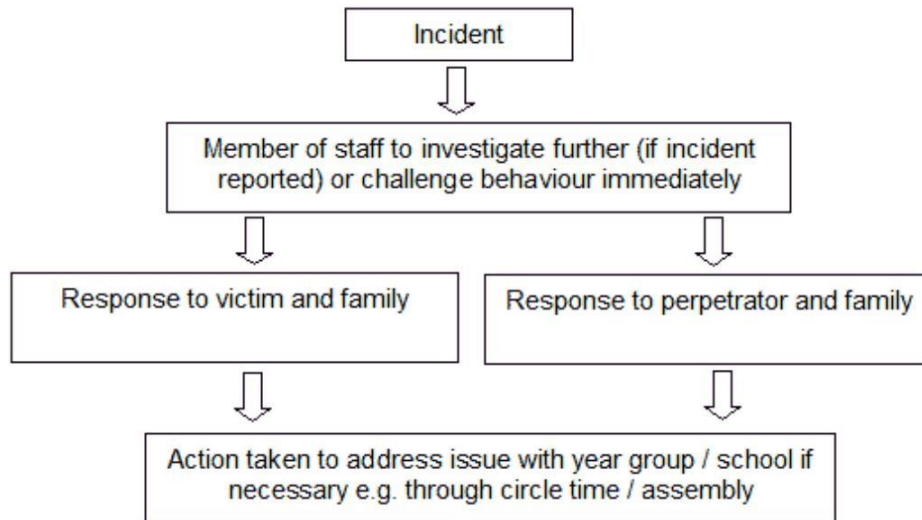 Incident
Member of staff to investigate further (if incident
reported) or challenge behaviour immediately
Response to victim and family
Response to perpetrator and family
Action taken to address issue with year group / school if
necessary e.g. through circle time / assembly